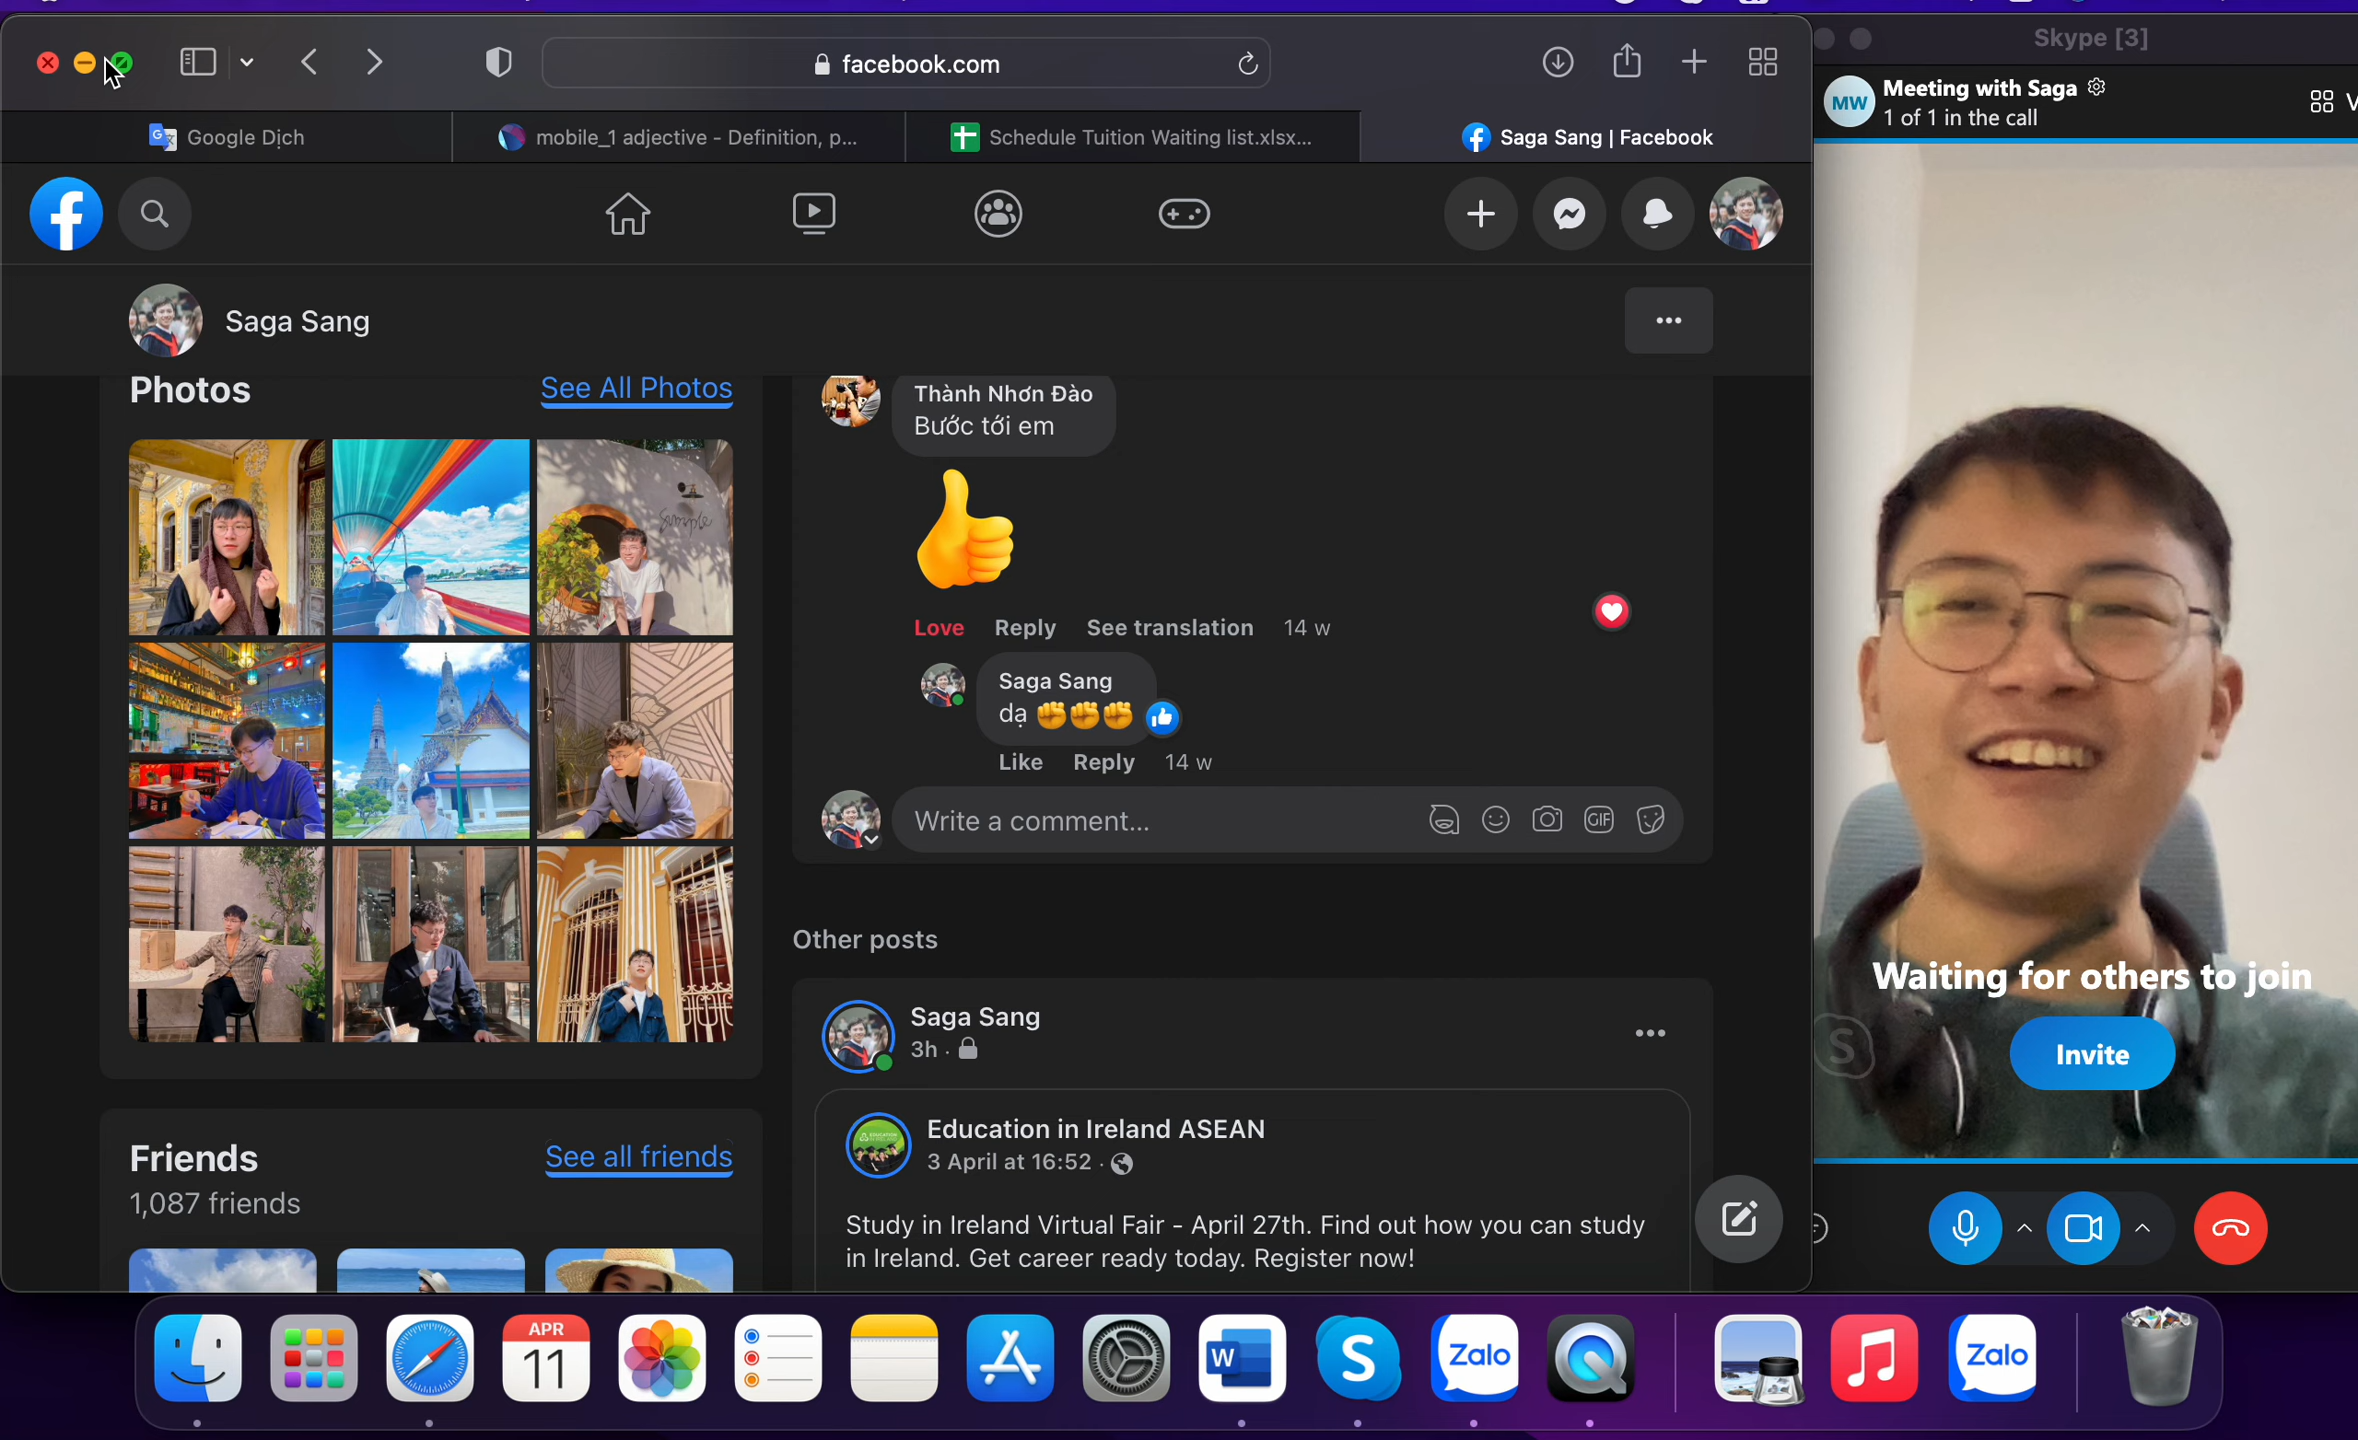 Skype [3]
facebook.com
Meeting with Saga
MW
1 of 1 in the call
Google Dịch
mobile_1 adjective - Definition, p...
Schedule Tuition Waiting list.xlsx...
Saga Sang | Facebook
Saga Sang
Photos
See All Photos
Thành Nhơn Đào
Bước tới em
Love Reply See translation 14 w
Saga Sang
dạ ✊✊✊
Like Reply 14 w
Write a comment...
GIF
Other posts
Saga Sang
3h ·
Education in Ireland ASEAN
3 April at 16:52 ·
Study in Ireland Virtual Fair - April 27th. Find out how you can study
in Ireland. Get career ready today. Register now!
Friends
See all friends
1,087 friends
Waiting for others to join
Invite
APR
11
W
S
Zalo
Zalo